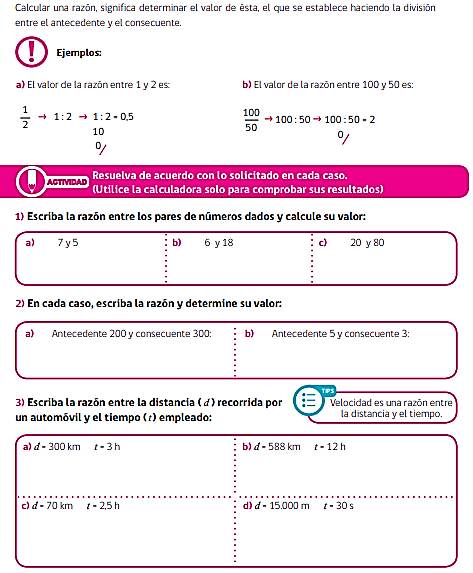 Calcular una razón, significa determinar el valor de ésta, el que se establece haciendo la división
entre el antecedente y el consecuente.
! Ejemplos:
a) El valor de la razón entre 1 y 2 es:
b) El valor de la razón entre 100 y 50 es:
1/2 → 1 : 2 → 1 : 2 = 0,5
10
0/
100/50 → 100 : 50 → 100 : 50 = 2
0/
ACTIVIDAD
Resuelva de acuerdo con lo solicitado en cada caso.
(Utilice la calculadora solo para comprobar sus resultados)
1) Escriba la razón entre los pares de números dados y calcule su valor:
a) 7 y 5
b) 6 y 18
c) 20 y 80
2) En cada caso, escriba la razón y determine su valor:
a) Antecedente 200 y consecuente 300:
b) Antecedente 5 y consecuente 3:
3) Escriba la razón entre la distancia (d) recorrida por
un automóvil y el tiempo (t) empleado:
TIPS
Velocidad es una razón entre
la distancia y el tiempo.
a) d = 300 km t = 3 h
b) d = 588 km t = 12 h
c) d = 70 km t = 2,5 h
d) d = 15.000 m t = 30 s